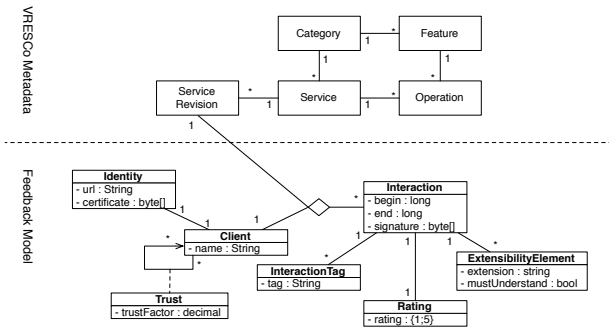 VRESCo Metadata
Category
1
*
Feature
1
1
*
*
Service
Revision
*
1
Service
1
*
Operation
1
Feedback Model
Identity
- url : String
- certificate : byte[]
1
1
1
Client
- name : String
*
*
Trust
- trustFactor : decimal
*
Interaction
- begin : long
- end : long
- signature : byte[]
1
1
1
*
*
InteractionTag
- tag : String
ExtensibilityElement
- extension : string
- mustUnderstand : bool
1
Rating
- rating : {1;5}